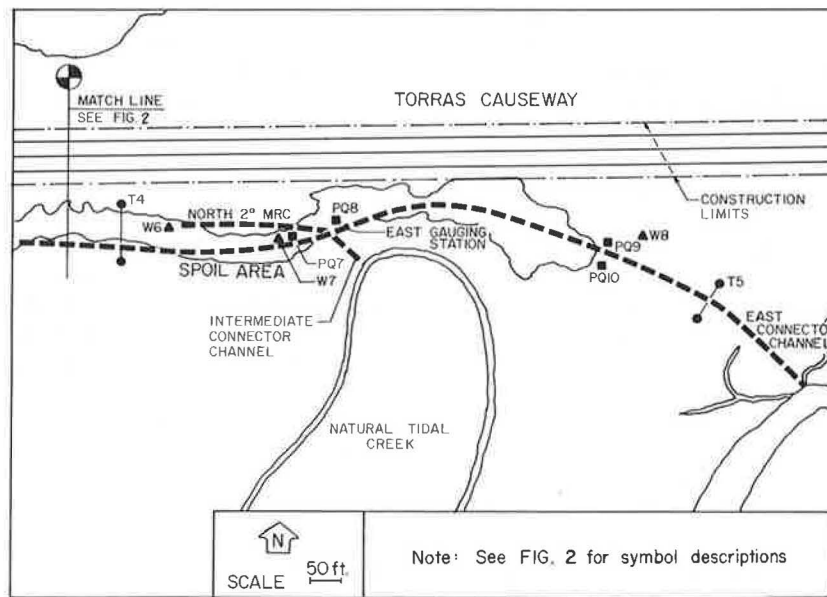 TORRAS CAUSEWAY
MATCH LINE
SEE FIG. 2
T4
NORTH 2° MRC
PQ8
W6
EAST GAUGING
STATION
CONSTRUCTION
LIMITS
W8
PQ9
PQ7
SPOIL AREA
W7
PQ10
T5
INTERMEDIATE
CONNECTOR
CHANNEL
EAST
CONNECTOR
CHANNEL
NATURAL TIDAL
CREEK
N
SCALE 50 ft.
Note: See FIG. 2 for symbol descriptions